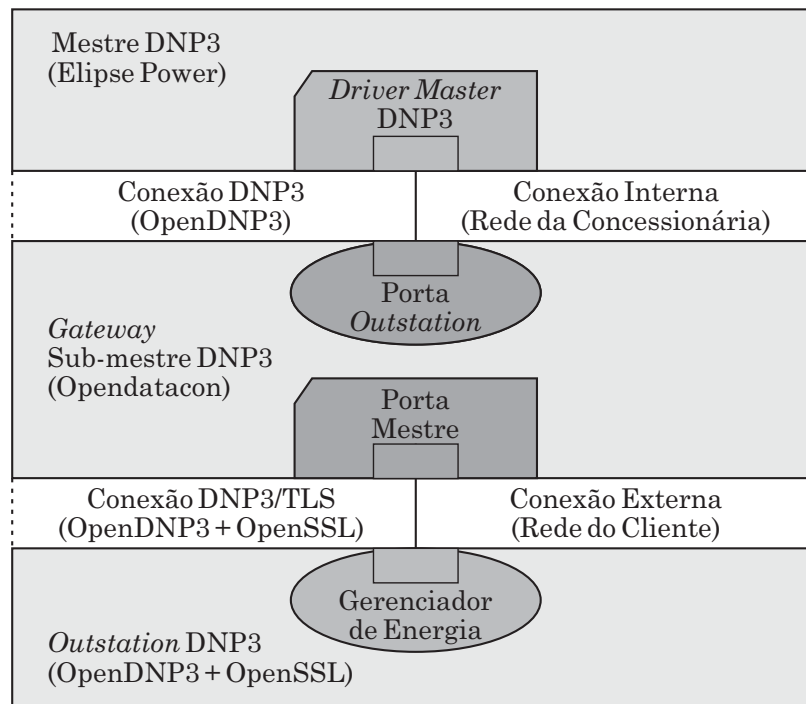 Mestre DNP3
(Elipse Power)
Driver Master
DNP3
Conexão DNP3
(OpenDNP3)
Conexão Interna
(Rede da Concessionária)
Porta
Outstation
Gateway
Sub-mestre DNP3
(Opendatacon)
Porta
Mestre
Conexão DNP3/TLS
(OpenDNP3 + OpenSSL)
Conexão Externa
(Rede do Cliente)
Gerenciador
de Energia
Outstation DNP3
(OpenDNP3 + OpenSSL)